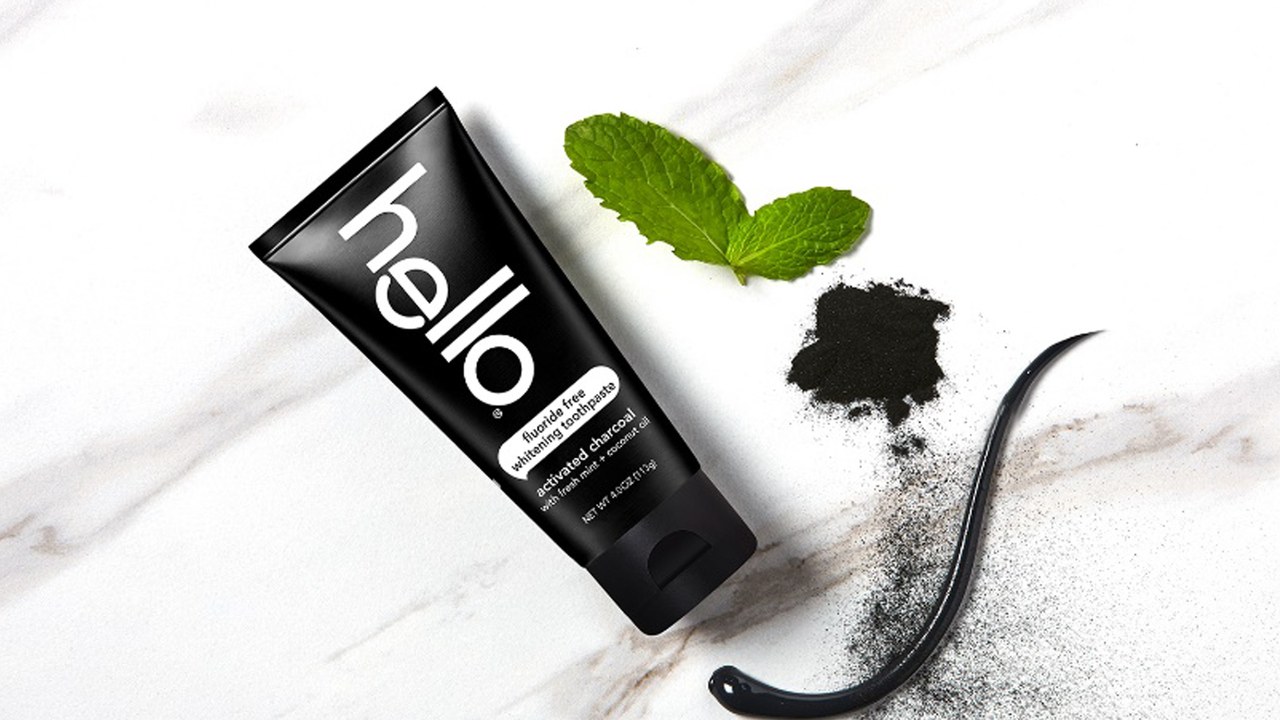 hello®
fluoride free
whitening toothpaste
activated charcoal
with fresh mint + coconut oil
NET WT 4.0OZ (113g)